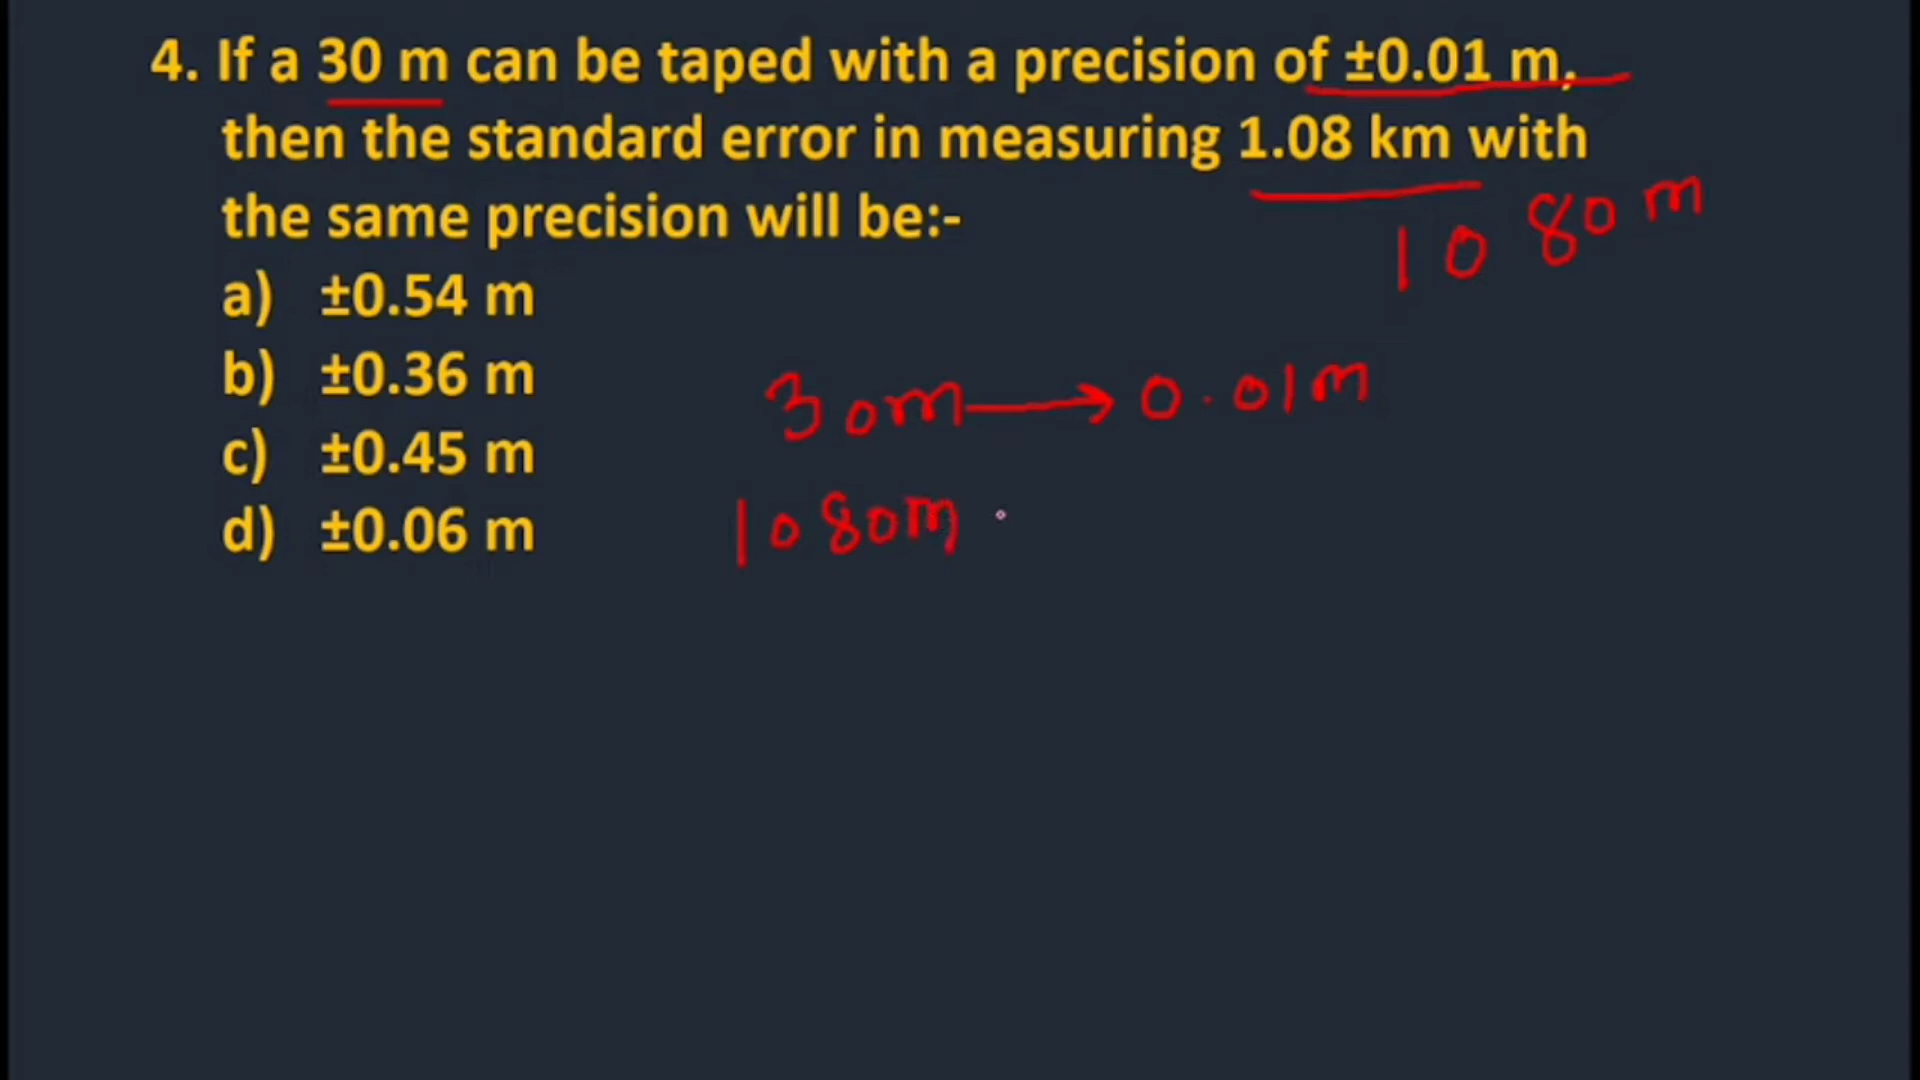 4. If a 30 m can be taped with a precision of ±0.01 m,
then the standard error in measuring 1.08 km with
the same precision will be:-
1080 m
a) ±0.54 m
b) ±0.36 m
30m → 0.01m
c) ±0.45 m
d) ±0.06 m
1080m